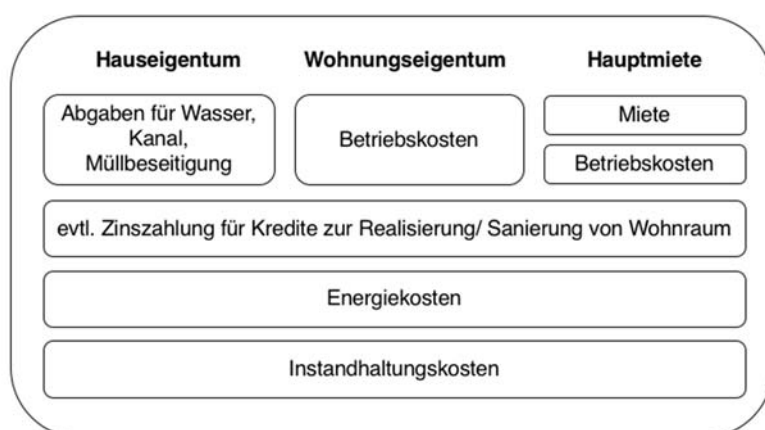 Hauseigentum
Wohnungseigentum
Hauptmiete
Abgaben für Wasser,
Kanal,
Müllbeseitigung
Betriebskosten
Miete
Betriebskosten
evtl. Zinszahlung für Kredite zur Realisierung/ Sanierung von Wohnraum
Energiekosten
Instandhaltungskosten